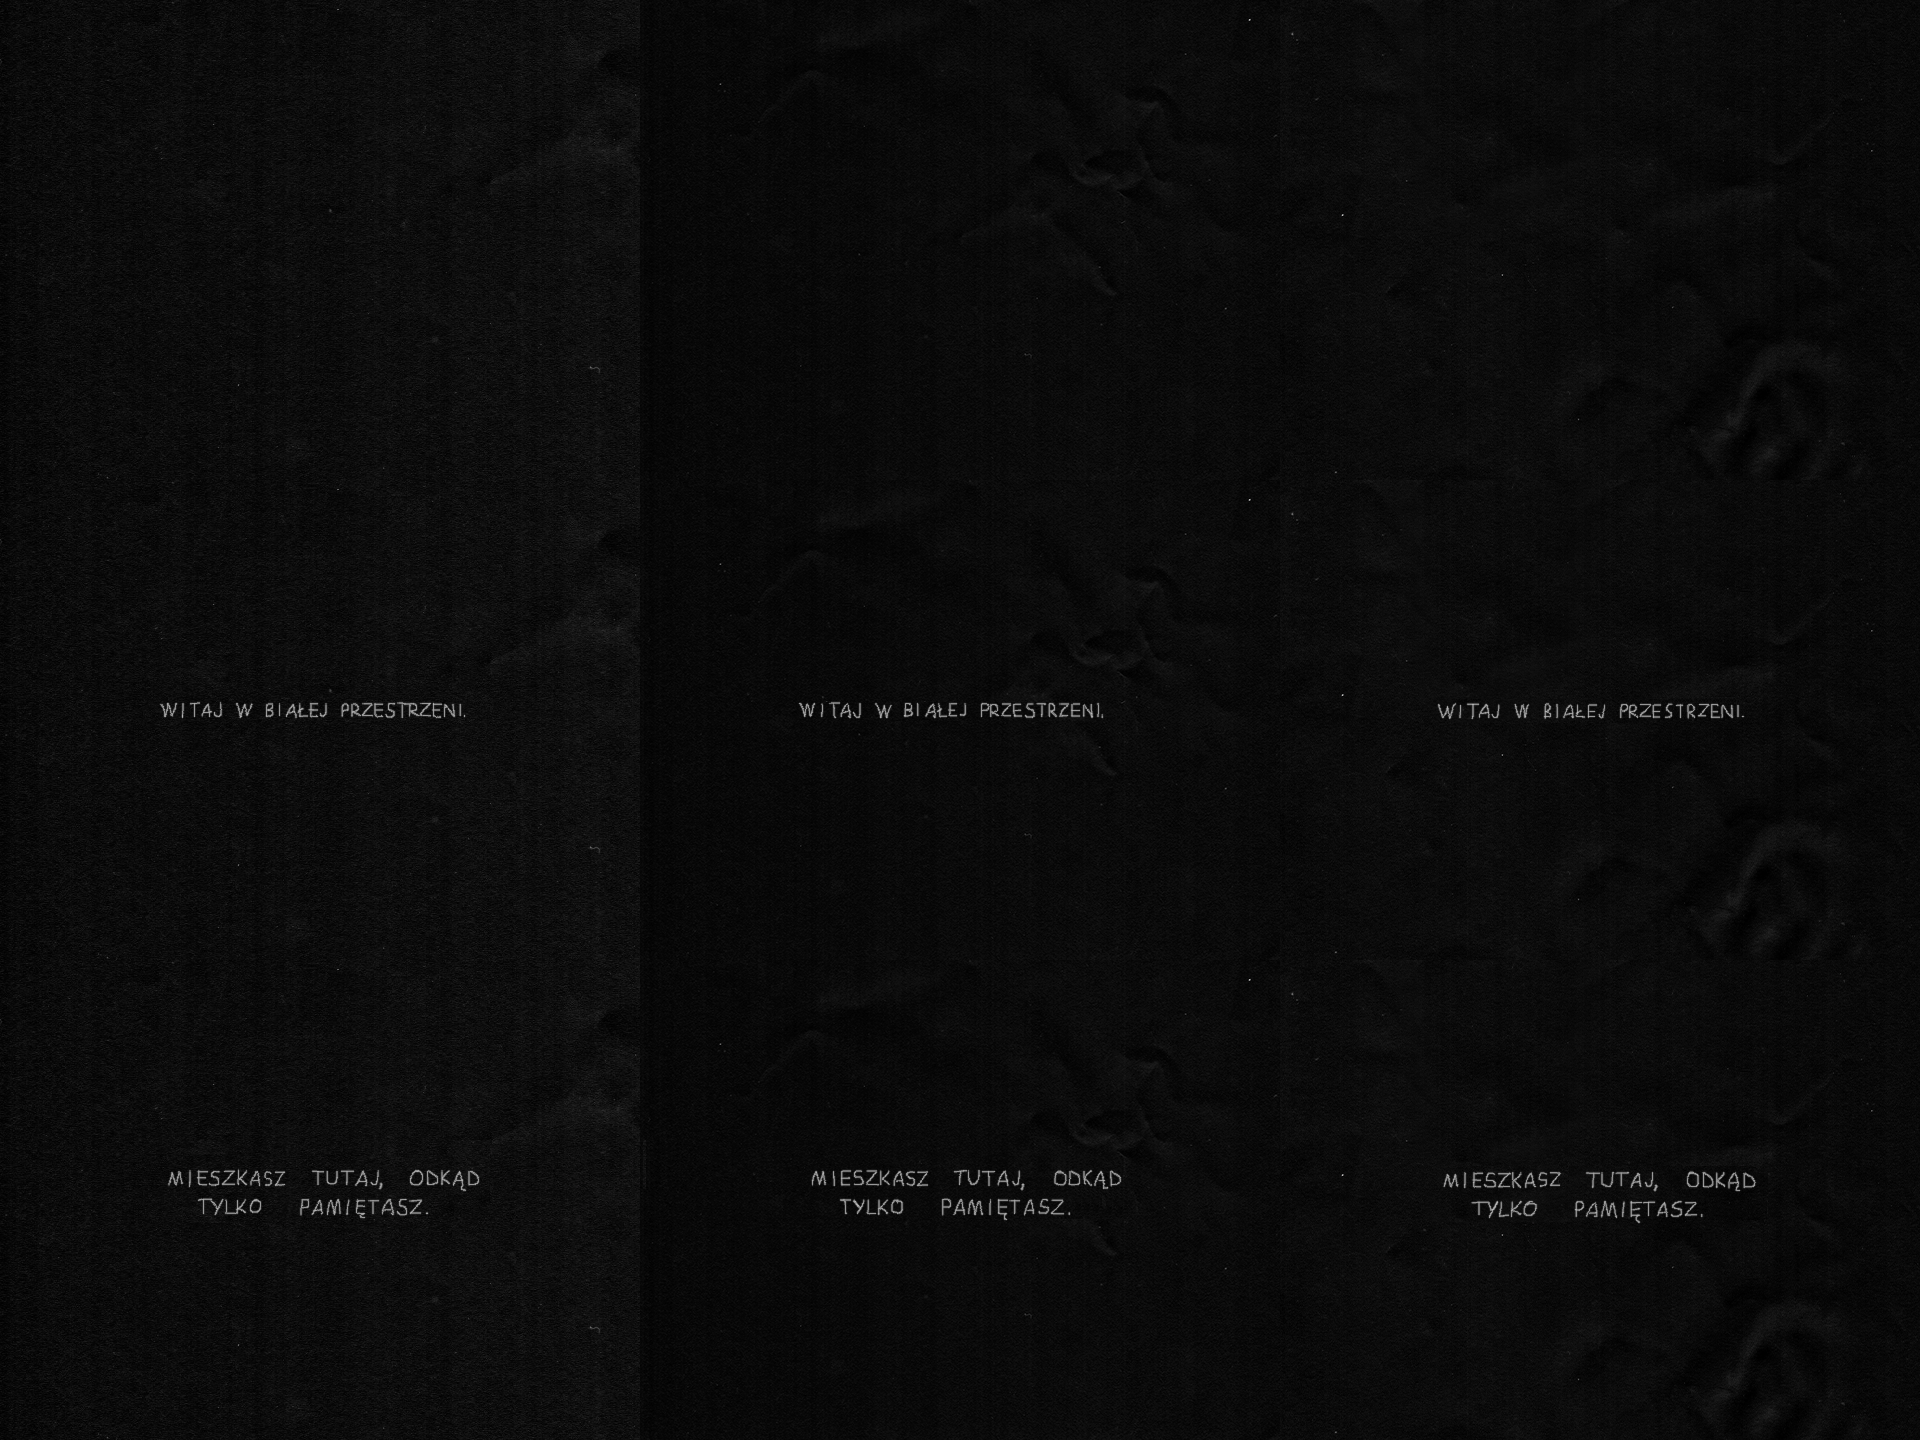 WITAJ W BIAŁEJ PRZESTRZENI.
WITAJ W BIAŁEJ PRZESTRZENI.
WITAJ W BIAŁEJ PRZESTRZENI.
MIESZKASZ TUTAJ, ODKĄD
TYLKO PAMIĘTASZ.
MIESZKASZ TUTAJ, ODKĄD
TYLKO PAMIĘTASZ.
MIESZKASZ TUTAJ, ODKĄD
TYLKO PAMIĘTASZ.